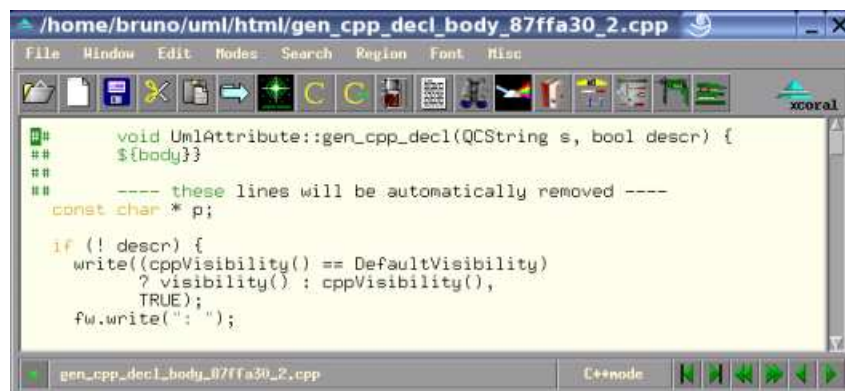 /home/bruno/uml/html/gen_cpp_decl_body_87ffa30_2.cpp
File Window Edit Modes Search Region Font Misc
C C xcoral
## void UmlAttribute::gen_cpp_decl(QCString s, bool descr) {
## ${body}}
##
## ---- these lines will be automatically removed ----
const char * p;
if (! descr) {
write((cppVisibility() == DefaultVisibility)
? visibility() : cppVisibility(),
TRUE);
fw.write(": ");
gen_cpp_decl_body_87ffa30_2.cpp C++mode